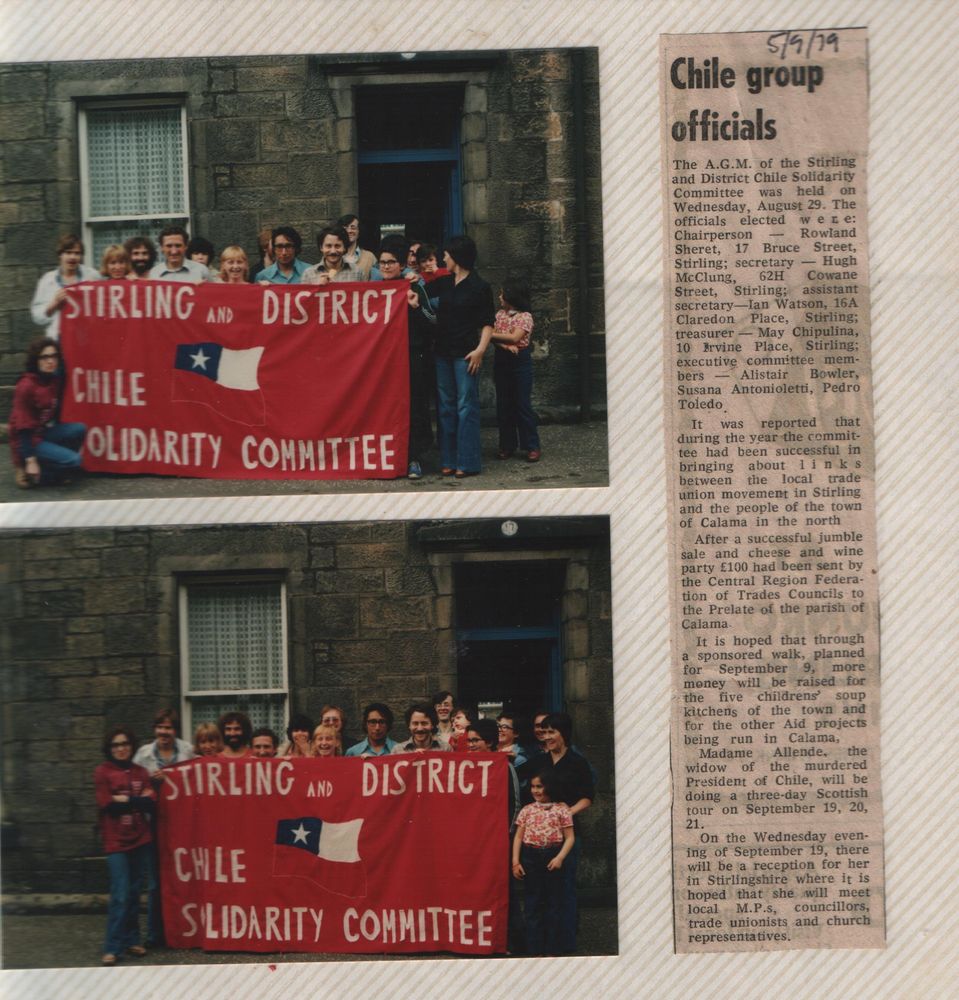 STIRLING AND DISTRICT
CHILE
OLIDARITY COMMITTEE
STIRLING AND DISTRICT
CHILE
SOLIDARITY COMMITTEE
5/9/79
Chile group
officials
The A.G.M. of the Stirling
and District Chile Solidarity
Committee was held on
Wednesday, August 29. The
officials elected were:
Chairperson — Rowland
Sheret, 17 Bruce Street,
Stirling; secretary — Hugh
McClung, 62H Cowane
Street, Stirling; assistant
secretary—Ian Watson, 16A
Claredon Place, Stirling;
treasurer — May Chipulina,
10 Irvine Place, Stirling;
executive committee mem-
bers — Alistair Bowler,
Susana Antonioletti, Pedro
Toledo.
It was reported that
during the year the commit-
tee had been successful in
bringing about links
between the local trade
union movement in Stirling
and the people of the town
of Calama in the north
After a successful jumble
sale and cheese and wine
party £100 had been sent by
the Central Region Federa-
tion of Trades Councils to
the Prelate of the parish of
Calama.
It is hoped that through
a sponsored walk, planned
for September 9, more
money will be raised for
the five childrens' soup
kitchens of the town and
for the other Aid projects
being run in Calama,
Madame Allende, the
widow of the murdered
President of Chile, will be
doing a three-day Scottish
tour on September 19, 20,
21.
On the Wednesday even-
ing of September 19, there
will be a reception for her
in Stirlingshire where it is
hoped that she will meet
local M.P.s, councillors,
trade unionists and church
representatives.